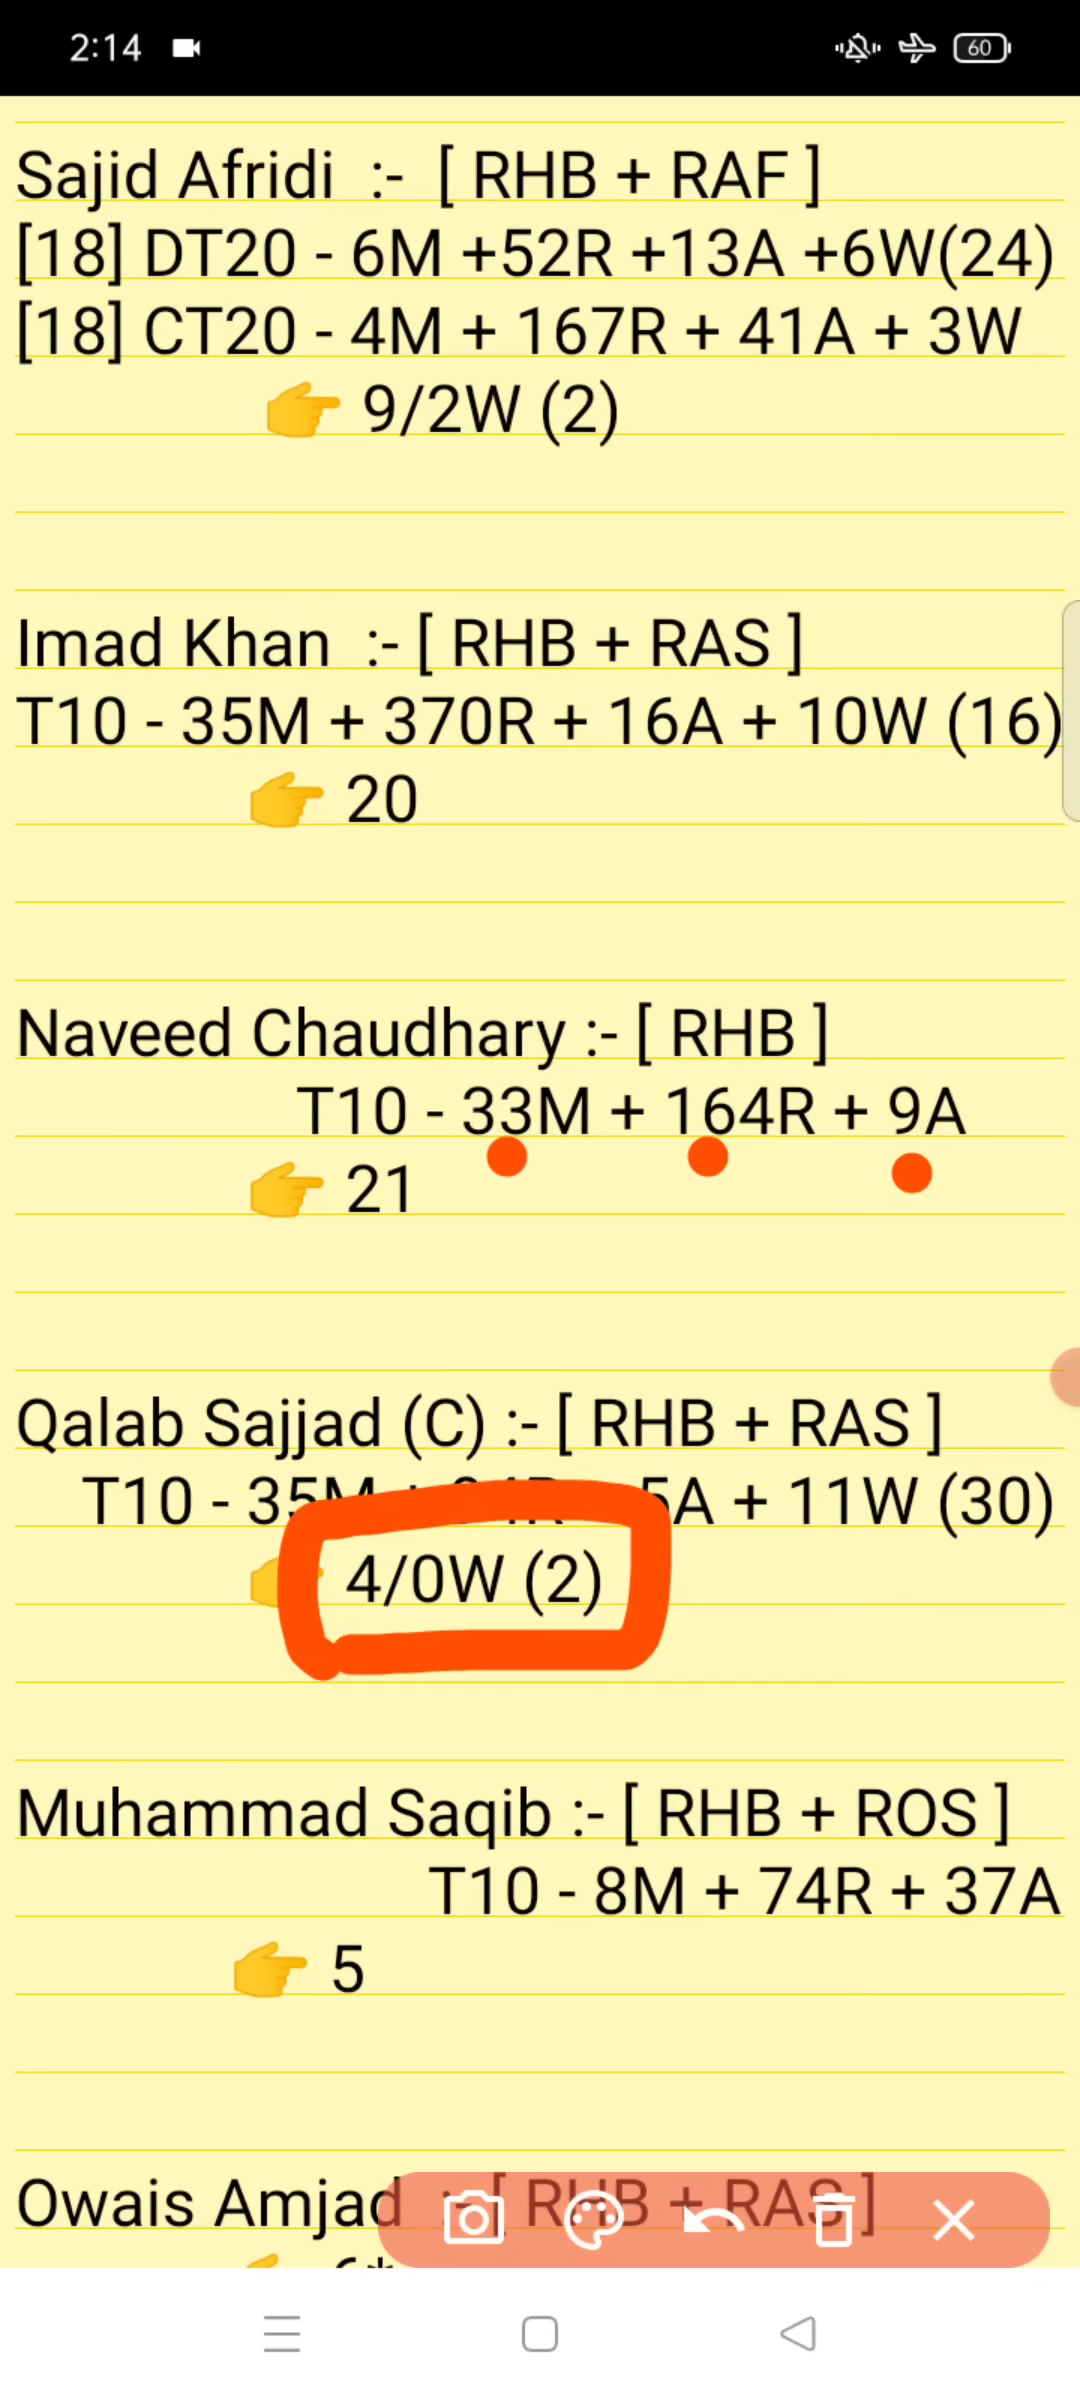 2:14
60
Sajid Afridi :- [ RHB + RAF ]
[18] DT20 - 6M +52R +13A +6W(24)
[18] CT20 - 4M + 167R + 41A + 3W
👉 9/2W (2)
Imad Khan :- [ RHB + RAS ]
T10 - 35M + 370R + 16A + 10W (16)
👉 20
Naveed Chaudhary :- [ RHB ]
T10 - 33M + 164R + 9A
👉 21
Qalab Sajjad (C) :- [ RHB + RAS ]
T10 - 35M + 5A + 11W (30)
👉 4/0W (2)
Muhammad Saqib :- [ RHB + ROS ]
T10 - 8M + 74R + 37A
👉 5
Owais Amjad :- [ RHB + RAS ]